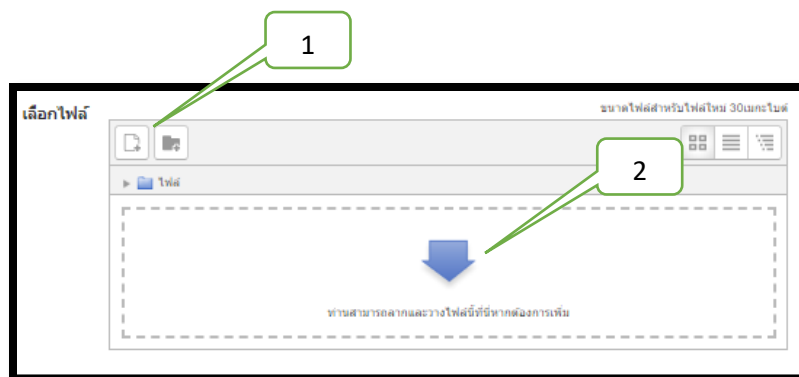 1
เลือกไฟล์
ขนาดไฟล์สำหรับไฟล์ใหม่ 30เมกะไบต์
2
ไฟล์
ท่านสามารถลากและวางไฟล์นี้ที่นี่หากต้องการเพิ่ม